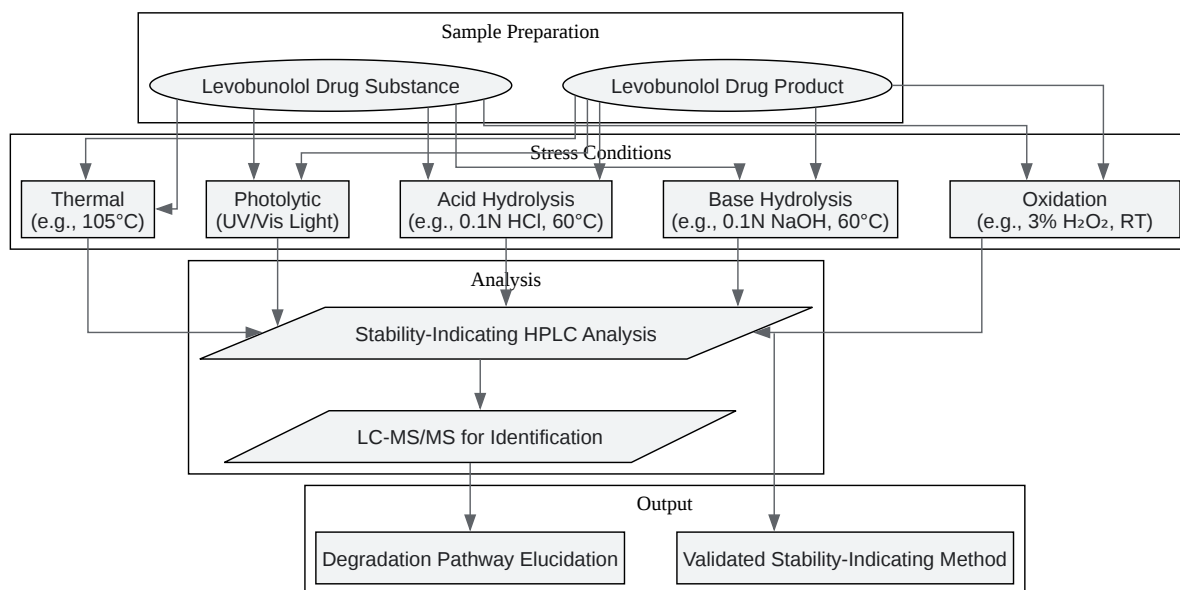 Sample Preparation
Levobunolol Drug Substance
Levobunolol Drug Product
Stress Conditions
Thermal
(e.g., 105°C)
Photolytic
(UV/Vis Light)
Acid Hydrolysis
(e.g., 0.1N HCl, 60°C)
Base Hydrolysis
(e.g., 0.1N NaOH, 60°C)
Oxidation
(e.g., 3% H₂O₂, RT)
Analysis
Stability-Indicating HPLC Analysis
LC-MS/MS for Identification
Output
Degradation Pathway Elucidation
Validated Stability-Indicating Method